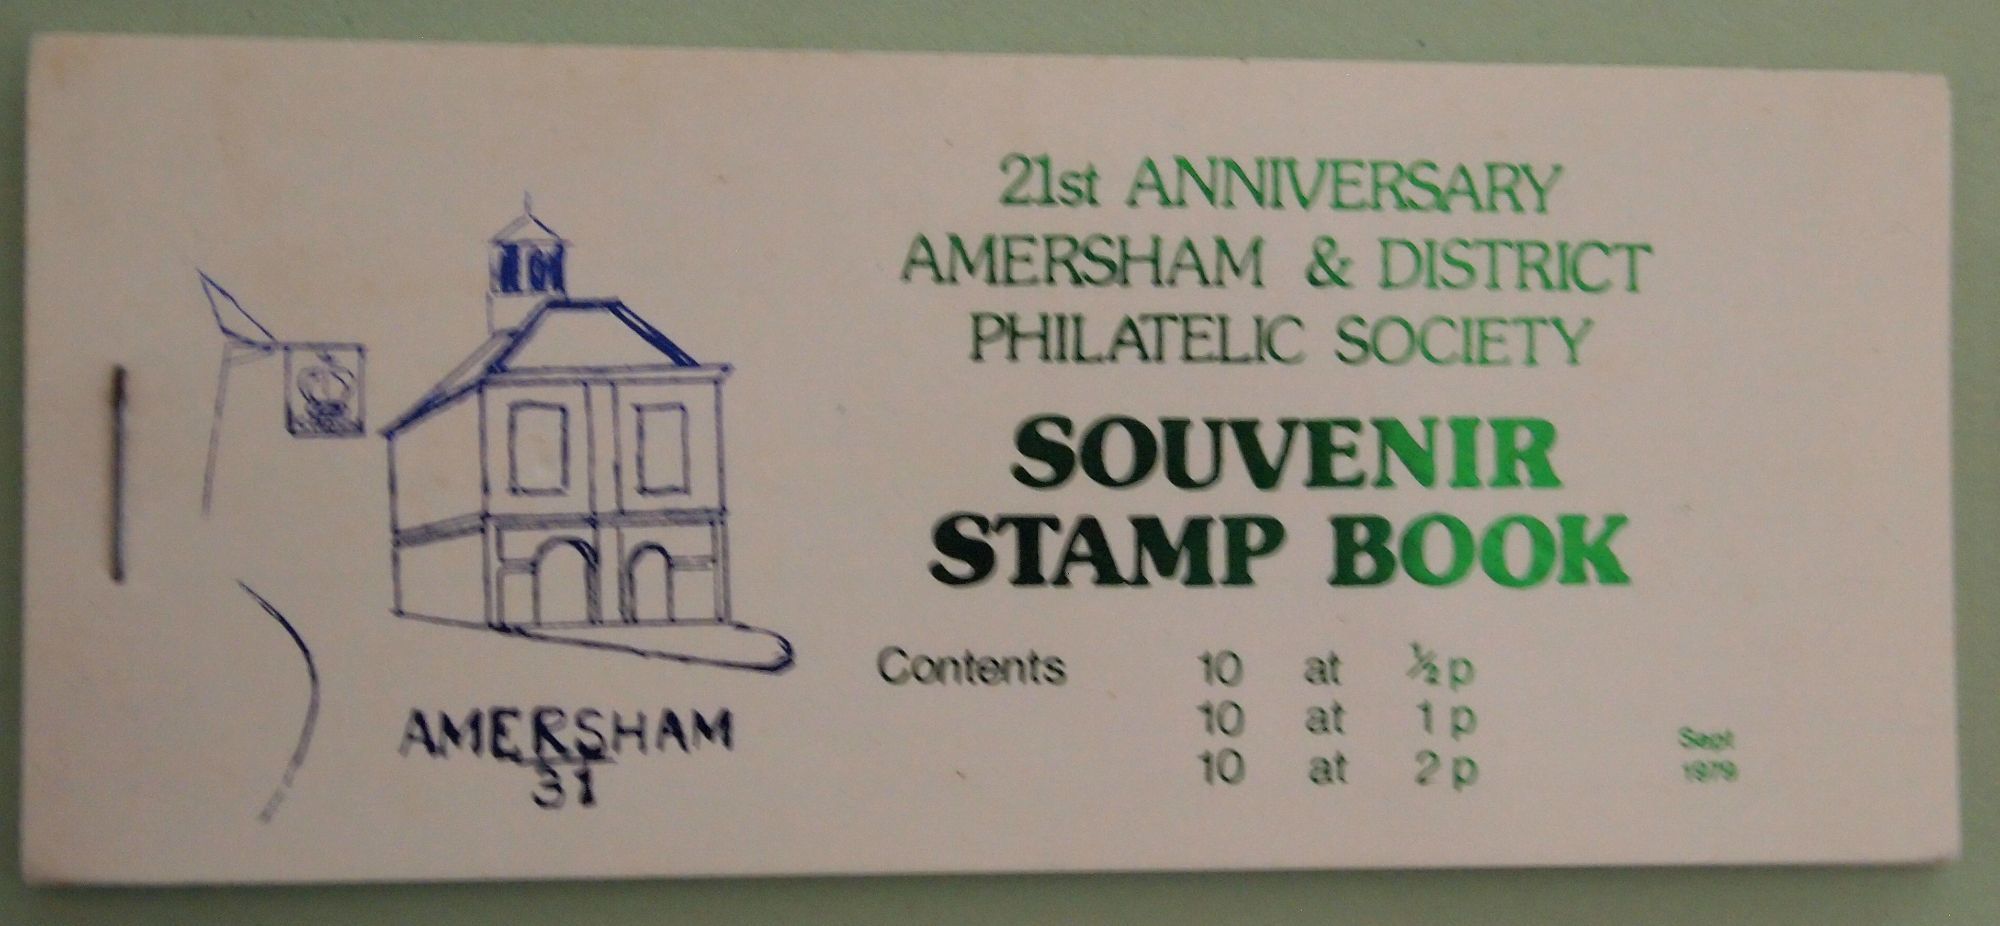 21st ANNIVERSARY
AMERSHAM & DISTRICT
PHILATELIC SOCIETY
SOUVENIR
STAMP BOOK
Contents 10 at ½p
10 at 1p
10 at 2p
Sept
1979
AMERSHAM
31